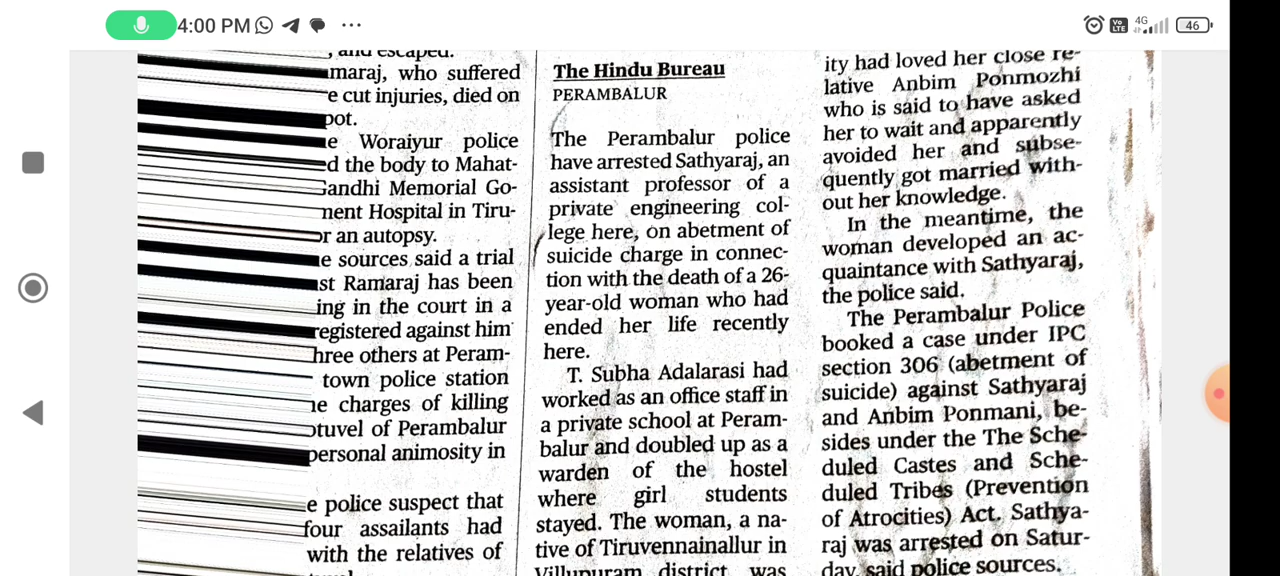 4:00 PM
VoLTE
4G
46
, and escaped.
maraj, who suffered
e cut injuries, died on
pot.
e Woraiyur police
d the body to Mahat-
Gandhi Memorial Go-
nent Hospital in Tiru-
or an autopsy.
e sources said a trial
st Ramaraj has been
ing in the court in a
registered against him
hree others at Peram-
town police station
e charges of killing
tuvel of Perambalur
personal animosity in
e police suspect that
four assailants had
with the relatives of
The Hindu Bureau
PERAMBALUR
The Perambalur police
have arrested Sathyaraj, an
assistant professor of a
private engineering col-
lege here, on abetment of
suicide charge in connec-
tion with the death of a 26-
year-old woman who had
ended her life recently
here.
T. Subha Adalarasi had
worked as an office staff in
a private school at Peram-
balur and doubled up as a
warden of the hostel
where girl students
stayed. The woman, a na-
tive of Tiruvennainallur in
Villupuram district was
ity had loved her close re-
lative Anbim Ponmozhi
who is said to have asked
her to wait and apparently
avoided her and subse-
quently got married with-
out her knowledge.
In the meantime, the
woman developed an ac-
quaintance with Sathyaraj,
the police said.
The Perambalur Police
booked a case under IPC
section 306 (abetment of
suicide) against Sathyaraj
and Anbim Ponmani, be-
sides under the The Sche-
duled Castes and Sche-
duled Tribes (Prevention
of Atrocities) Act. Sathya-
raj was arrested on Satur-
day, said police sources.